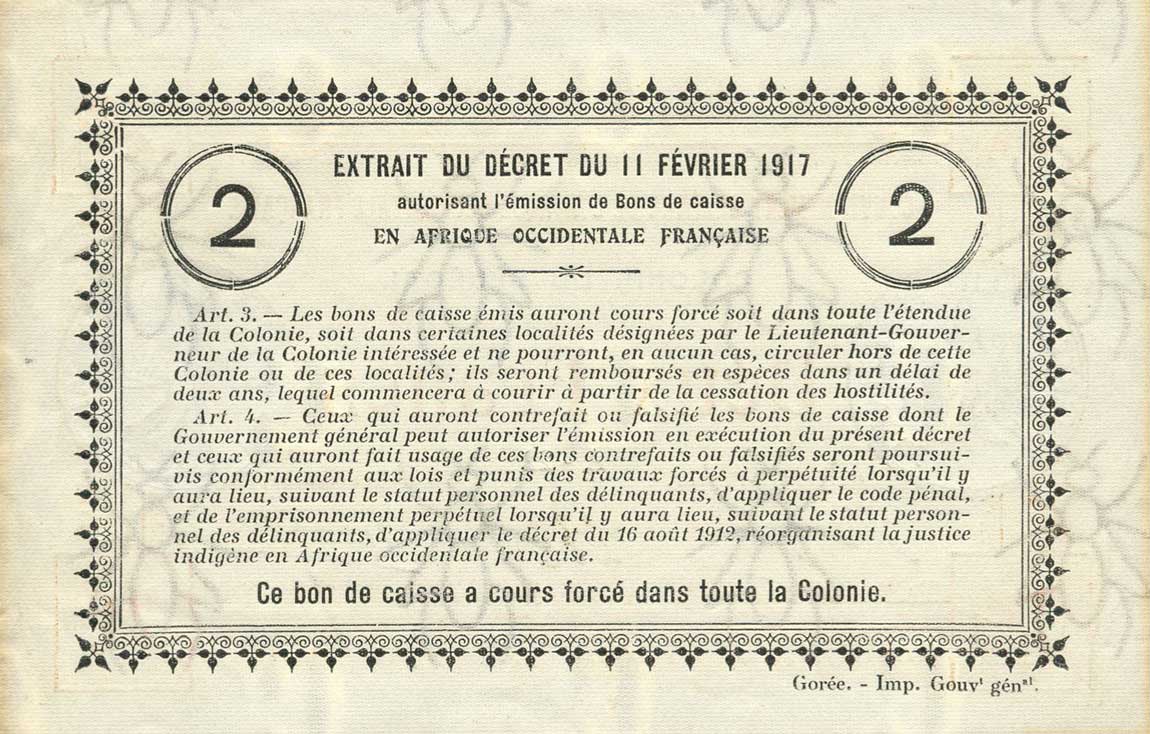 2
EXTRAIT DU DÉCRET DU 11 FÉVRIER 1917
2
autorisant l'émission de Bons de caisse
EN AFRIQUE OCCIDENTALE FRANÇAISE
Art. 3. — Les bons de caisse émis auront cours forcé soit dans toute l'étendue
de la Colonie, soit dans certaines localités désignées par le Lieutenant-Gouver-
neur de la Colonie intéressée et ne pourront, en aucun cas, circuler hors de cette
Colonie ou de ces localités; ils seront remboursés en espèces dans un délai de
deux ans, lequel commencera à courir à partir de la cessation des hostilités.
Art. 4. — Ceux qui auront contrefait ou falsifié les bons de caisse dont le
Gouvernement général peut autoriser l'émission en exécution du présent décret
et ceux qui auront fait usage de ces bons contrefaits ou falsifiés seront poursui-
vis conformément aux lois et punis des travaux forcés à perpétuité lorsqu'il y
aura lieu, suivant le statut personnel des délinquants, d'appliquer le code pénal,
et de l'emprisonnement perpétuel lorsqu'il y aura lieu, suivant le statut person-
nel des délinquants, d'appliquer le décret du 16 août 1912, réorganisant la justice
indigène en Afrique occidentale française.
Ce bon de caisse a cours forcé dans toute la Colonie.
Gorée. - Imp. Gouvᵗ génᵃˡ.